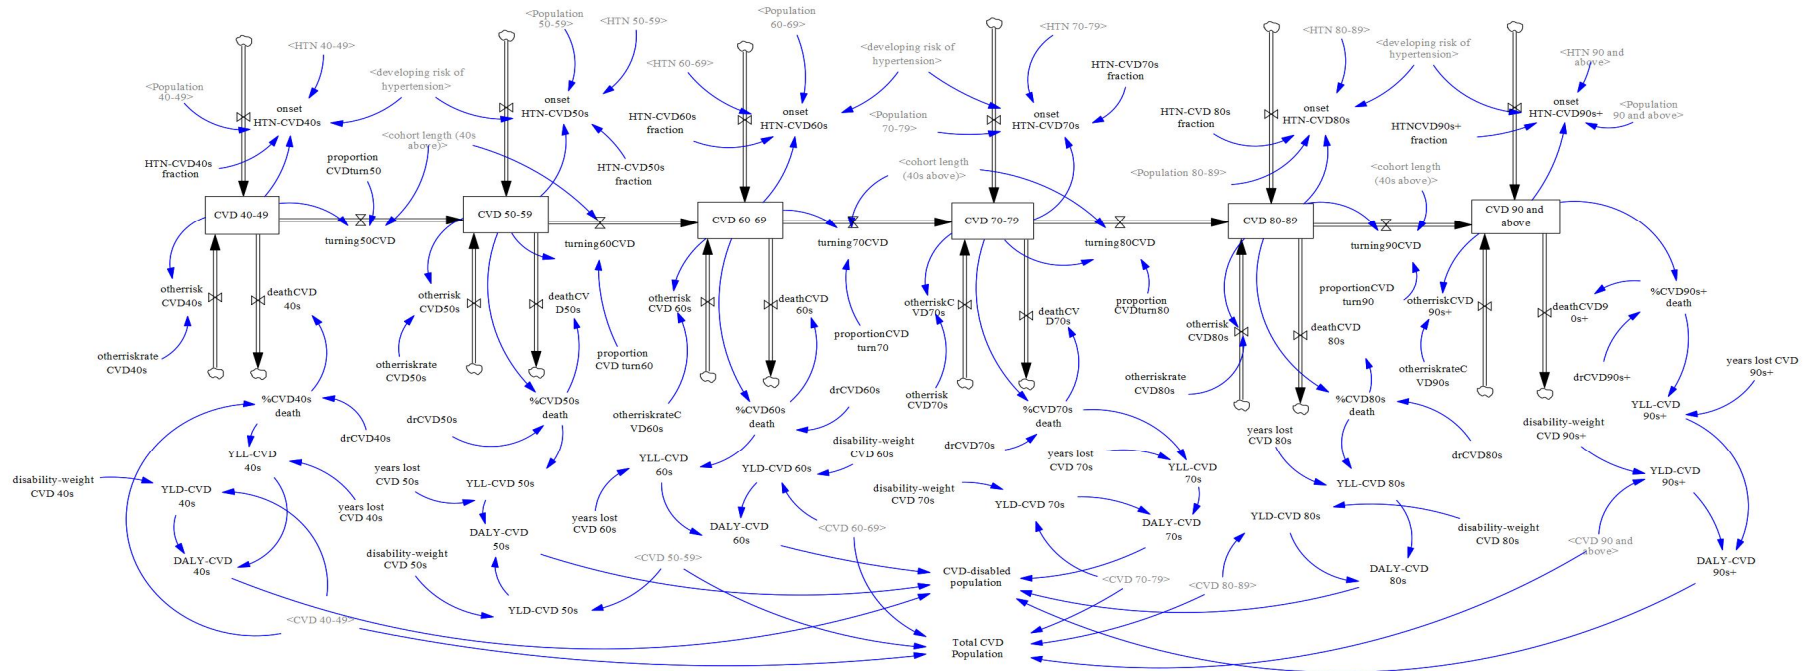 <Population
50-59>
<HTN 50-59>
<Population
60-69>
<HTN 40-49>
<developing risk of
hypertension>
<HTN 70-79>
<HTN 80-89>
<developing risk of
hypertension>
<HTN 90 and
above>
<HTN 60-69>
HTN-CVD70s
fraction
<Population
40-49>
<developing risk of
hypertension>
onset
HTN-CVD40s
onset
HTN-CVD50s
onset
HTN-CVD60s
onset
HTN-CVD70s
onset
HTN-CVD80s
onset
HTN-CVD90s+
<Population
90 and above>
HTN-CVD60s
fraction
<Population
70-79>
HTN-CVD 80s
fraction
HTNCVD90s+
fraction
<cohort length (40s
above)>
HTN-CVD40s
fraction
proportion
CVDturn50
HTN-CVD50s
fraction
<cohort length
(40s above)>
<Population 80-89>
<cohort length
(40s above)>
CVD 40-49
CVD 50-59
CVD 60 69
CVD 70-79
CVD 80-89
CVD 90 and
above
turning50CVD
turning60CVD
turning70CVD
turning80CVD
turning90CVD
otherrisk
CVD40s
deathCVD
40s
otherrisk
CVD50s
deathCV
D50s
otherrisk
CVD 60s
deathCVD
60s
otherriskC
VD70s
deathCV
D70s
proportion
CVDturn80
otherrisk
CVD80s
deathCVD
80s
proportionCVD
turn90
otherriskCVD
90s+
deathCVD9
0s+
%CVD90s+
death
otherriskrate
CVD40s
otherriskrate
CVD50s
proportion
CVD turn60
proportionCVD
turn70
otherriskrate
CVD80s
otherriskrateC
VD90s
drCVD90s+
years lost CVD
90s+
%CVD40s
death
drCVD40s
drCVD50s
%CVD50s
death
otherriskrateC
VD60s
%CVD60s
death
drCVD60s
otherrisk
CVD70s
%CVD70s
death
drCVD70s
%CVD80s
death
drCVD80s
YLL-CVD
90s+
disability-weight
CVD 40s
YLL-CVD
40s
YLD-CVD
40s
years lost
CVD 40s
DALY-CVD
40s
years lost
CVD 50s
YLL-CVD 50s
DALY-CVD
50s
disability-weight
CVD 50s
YLD-CVD 50s
YLL-CVD
60s
years lost
CVD 60s
YLD-CVD 60s
disability-weight
CVD 60s
DALY-CVD
60s
<CVD 60-69>
<CVD 50-59>
disability-weight
CVD 70s
years lost
CVD 70s
YLL-CVD
70s
YLD-CVD 70s
DALY-CVD
70s
years lost
CVD 80s
YLL-CVD 80s
YLD-CVD 80s
disability-weight
CVD 80s
DALY-CVD
80s
disability-weight
CVD 90s+
YLD-CVD
90s+
<CVD 90 and
above>
DALY-CVD
90s+
CVD-disabled
population
<CVD 70-79>
<CVD 80-89>
<CVD 40-49>
Total CVD
Population